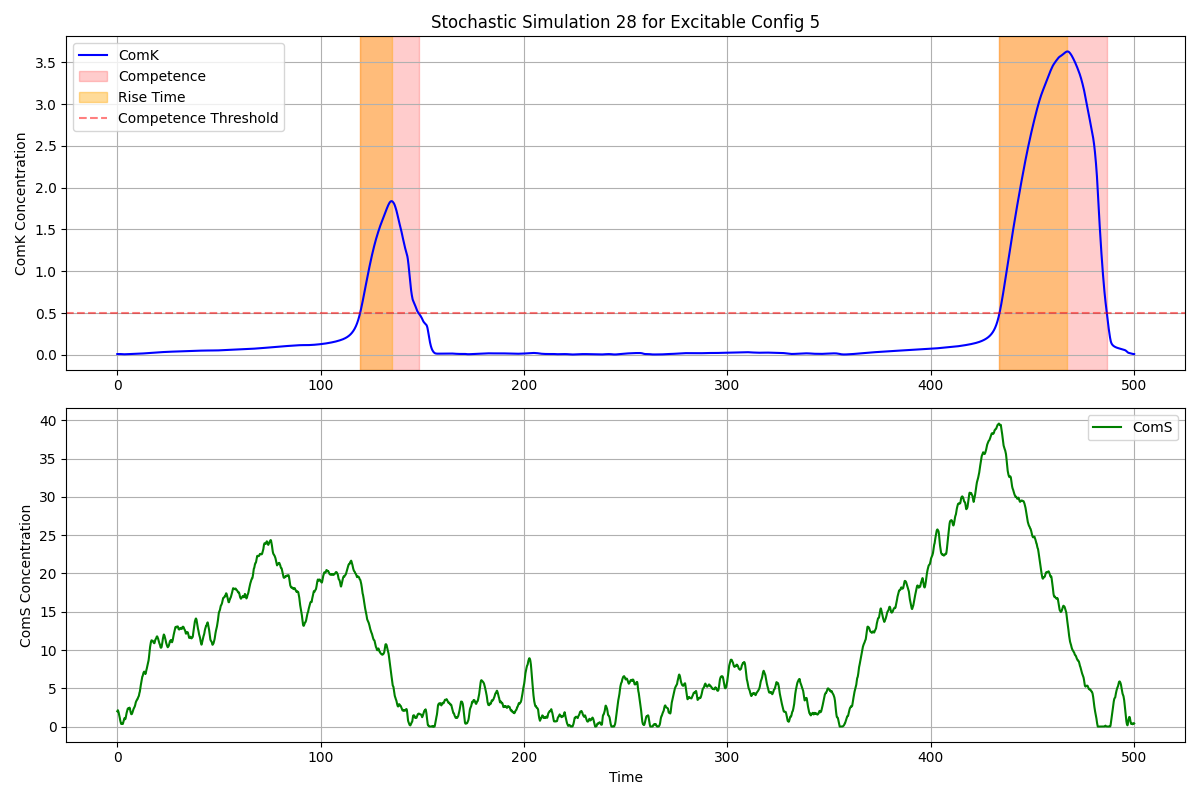 Stochastic Simulation 28 for Excitable Config 5
ComK
Competence
Rise Time
Competence Threshold
ComK Concentration
3.5
3.0
2.5
2.0
1.5
1.0
0.5
0.0
0 100 200 300 400 500
ComS
ComS Concentration
40
35
30
25
20
15
10
5
0
0 100 200 300 400 500
Time